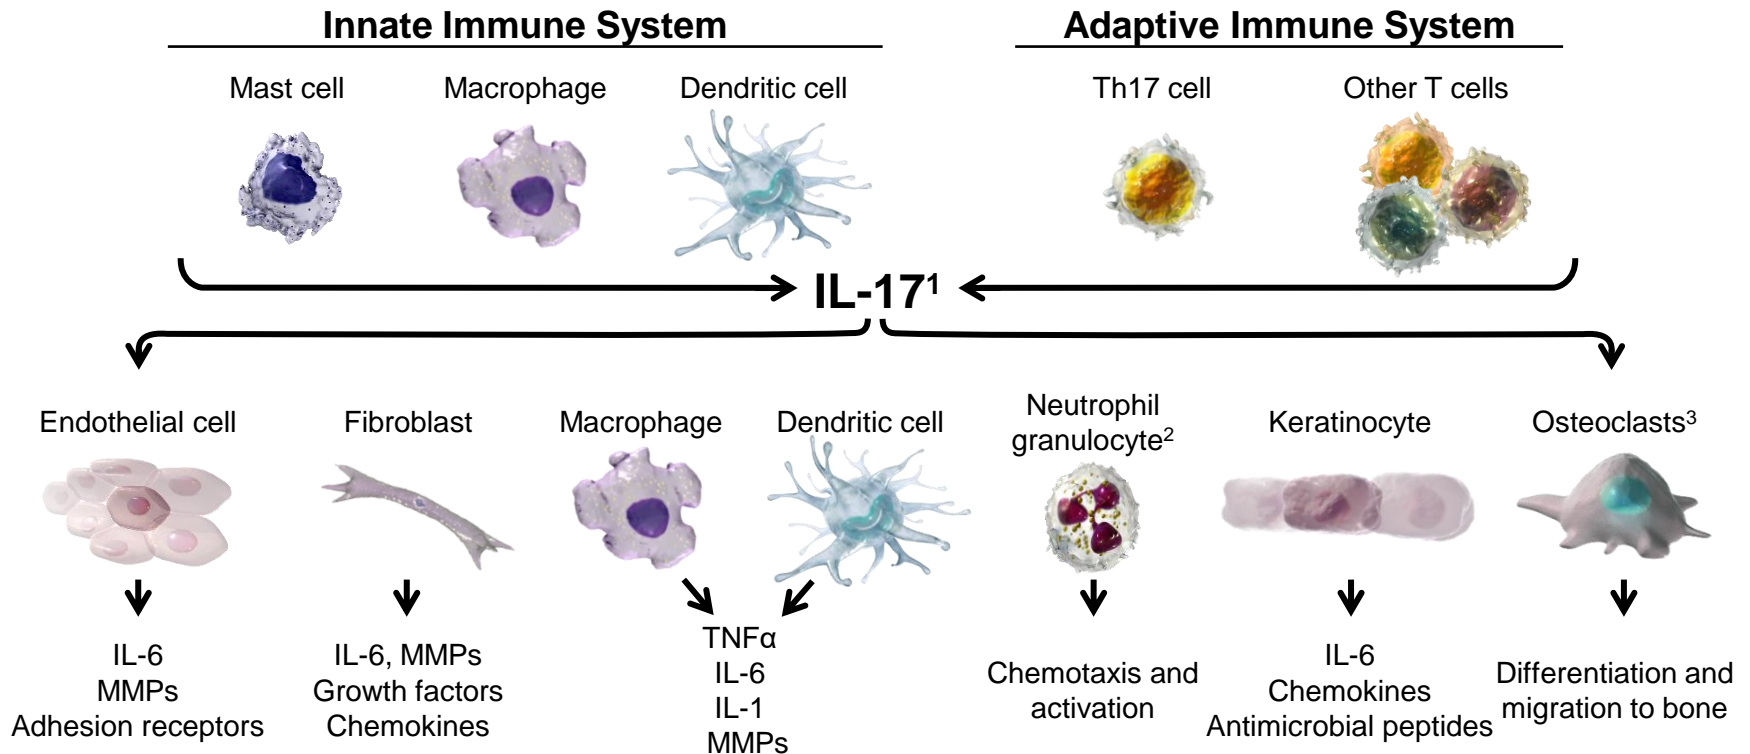 Innate Immune System
Adaptive Immune System
Mast cell
Macrophage
Dendritic cell
Th17 cell
Other T cells
IL-17¹
Endothelial cell
Fibroblast
Macrophage
Dendritic cell
Neutrophil
granulocyte²
Keratinocyte
Osteoclasts³
IL-6
MMPs
Adhesion receptors
IL-6, MMPs
Growth factors
Chemokines
TNFα
IL-6
IL-1
MMPs
Chemotaxis and
activation
IL-6
Chemokines
Antimicrobial peptides
Differentiation and
migration to bone